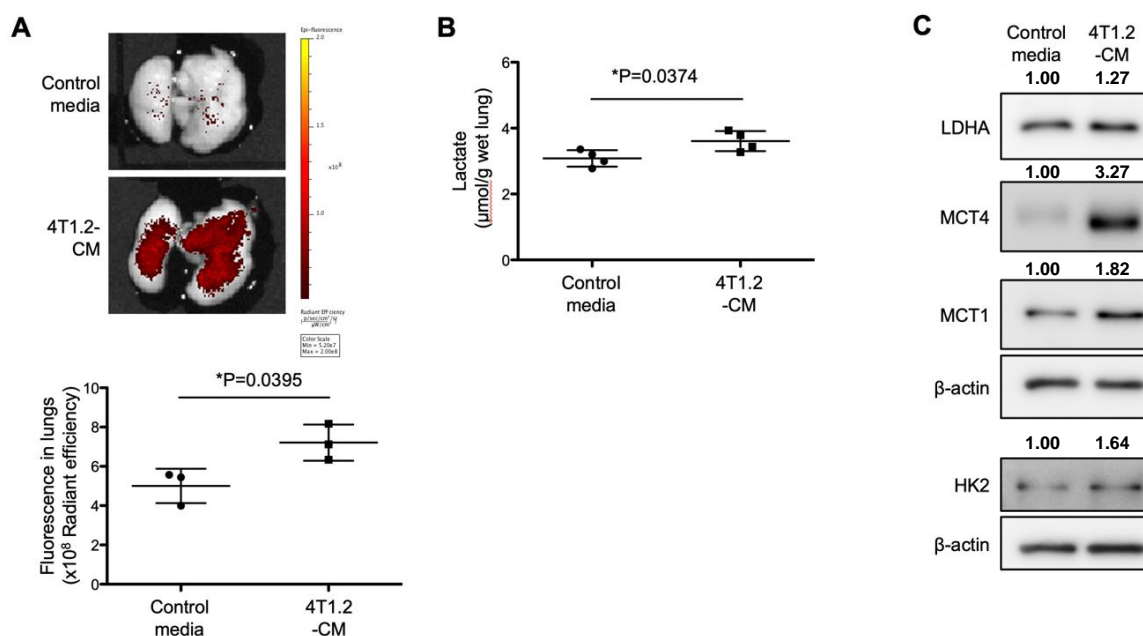 A
Control
media
4T1.2-
CM
Epi-fluorescence
2.0
1.5
x10⁸
1.0
Radiant Efficiency
p/sec/cm²/sr
µW/cm²
Color Scale
Min = 5.20e7
Max = 2.00e8
*P=0.0395
Fluorescence in lungs
(x10⁸ Radiant efficiency)
10
8
6
4
2
0
Control
media
4T1.2
-CM
B
*P=0.0374
Lactate
(µmol/g wet lung)
6
4
2
0
Control
media
4T1.2
-CM
C
Control
media
4T1.2
-CM
1.00 1.27
LDHA
1.00 3.27
MCT4
1.00 1.82
MCT1
β-actin
1.00 1.64
HK2
β-actin